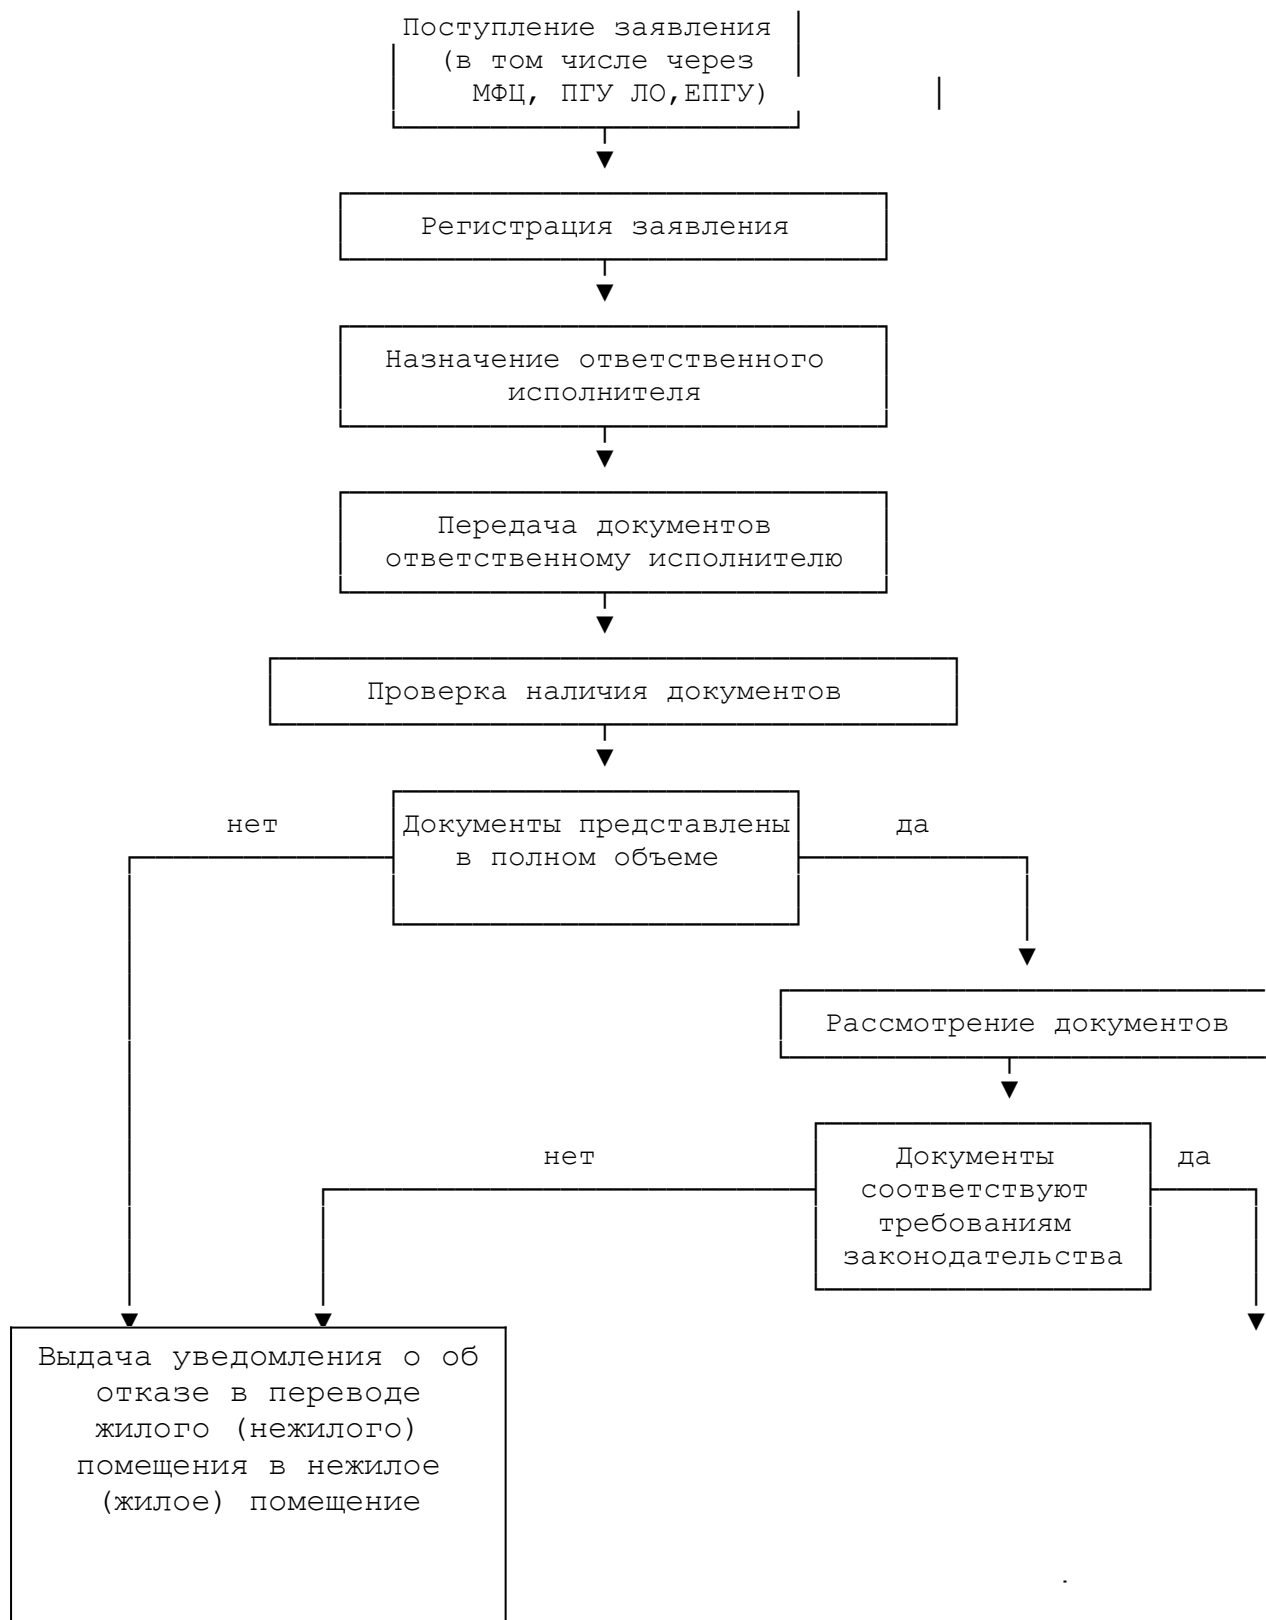 Поступление заявления
(в том числе через
МФЦ, ПГУ ЛО,ЕПГУ)
Регистрация заявления
Назначение ответственного
исполнителя
Передача документов
ответственному исполнителю
Проверка наличия документов
нет
Документы представлены
в полном объеме
да
Рассмотрение документов
нет
Документы
соответствуют
требованиям
законодательства
да
Выдача уведомления о об
отказе в переводе
жилого (нежилого)
помещения в нежилое
(жилое) помещение